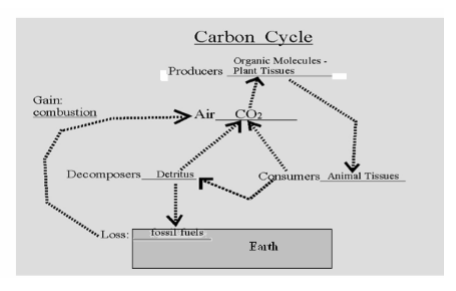 Carbon Cycle
Organic Molecules -
Producers Plant Tissues
Gain:
combustion
Air CO2
Decomposers Detritus
Consumers Animal Tissues
Loss: fossil fuels
Earth